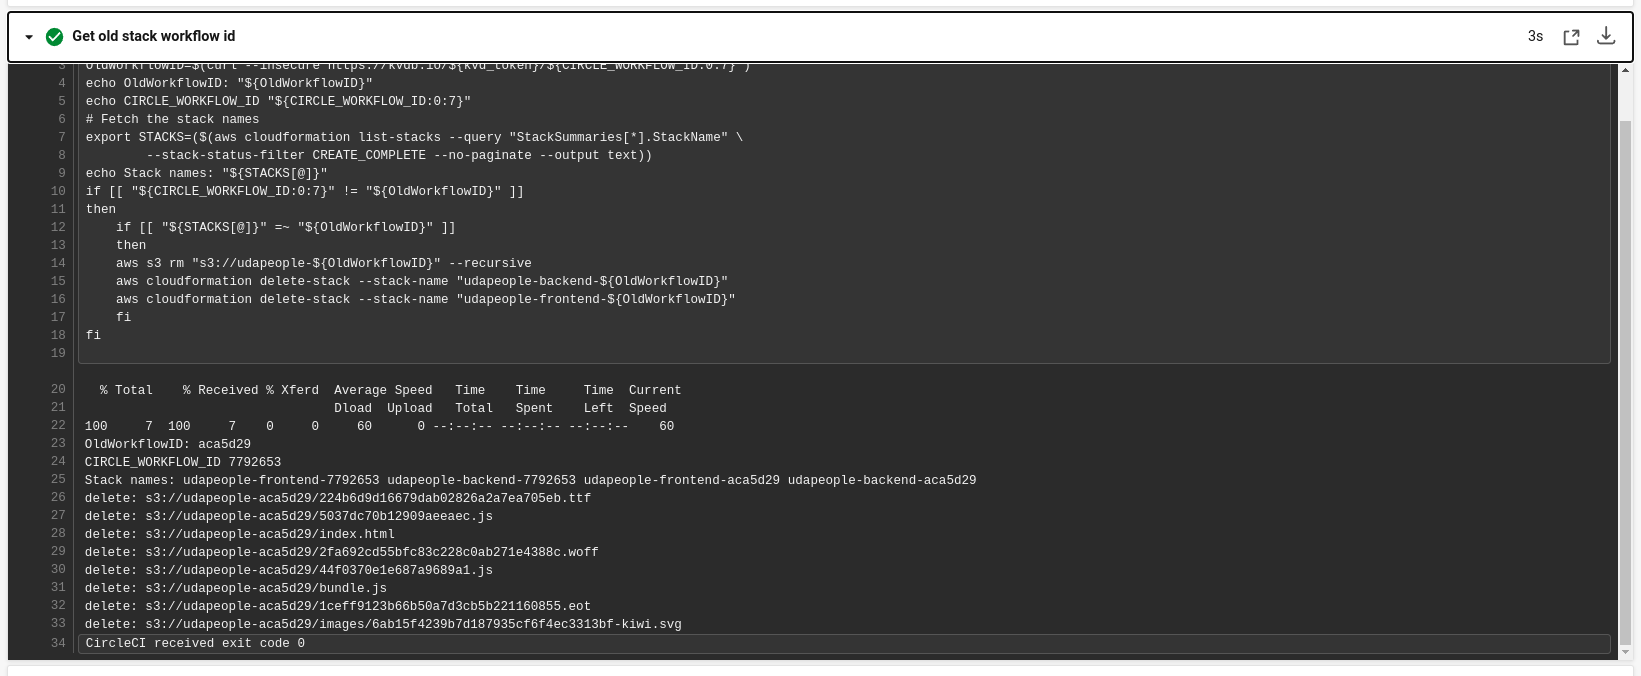 Get old stack workflow id
3s
3 OldWorkflowID=$(curl --insecure https://kvdb.io/${kvd_token}/${CIRCLE_WORKFLOW_ID:0:7} )
4 echo OldWorkflowID: "${OldWorkflowID}"
5 echo CIRCLE_WORKFLOW_ID "${CIRCLE_WORKFLOW_ID:0:7}"
6 # Fetch the stack names
7 export STACKS=($(aws cloudformation list-stacks --query "StackSummaries[*].StackName" \
8         --stack-status-filter CREATE_COMPLETE --no-paginate --output text))
9 echo Stack names: "${STACKS[@]}"
10 if [[ "${CIRCLE_WORKFLOW_ID:0:7}" != "${OldWorkflowID}" ]]
11 then
12     if [[ "${STACKS[@]}" =~ "${OldWorkflowID}" ]]
13     then
14     aws s3 rm "s3://udapeople-${OldWorkflowID}" --recursive
15     aws cloudformation delete-stack --stack-name "udapeople-backend-${OldWorkflowID}"
16     aws cloudformation delete-stack --stack-name "udapeople-frontend-${OldWorkflowID}"
17     fi
18 fi
19
20   % Total    % Received % Xferd  Average Speed   Time    Time     Time  Current
21                                  Dload  Upload   Total   Spent    Left  Speed
22 100     7  100     7    0     0     60      0 --:--:-- --:--:-- --:--:--    60
23 OldWorkflowID: aca5d29
24 CIRCLE_WORKFLOW_ID 7792653
25 Stack names: udapeople-frontend-7792653 udapeople-backend-7792653 udapeople-frontend-aca5d29 udapeople-backend-aca5d29
26 delete: s3://udapeople-aca5d29/224b6d9d16679dab02826a2a7ea705eb.ttf
27 delete: s3://udapeople-aca5d29/5037dc70b12909aeeaec.js
28 delete: s3://udapeople-aca5d29/index.html
29 delete: s3://udapeople-aca5d29/2fa692cd55bfc83c228c0ab271e4388c.woff
30 delete: s3://udapeople-aca5d29/44f0370e1e687a9689a1.js
31 delete: s3://udapeople-aca5d29/bundle.js
32 delete: s3://udapeople-aca5d29/1ceff9123b66b50a7d3cb5b221160855.eot
33 delete: s3://udapeople-aca5d29/images/6ab15f4239b7d187935cf6f4ec3313bf-kiwi.svg
34 CircleCI received exit code 0